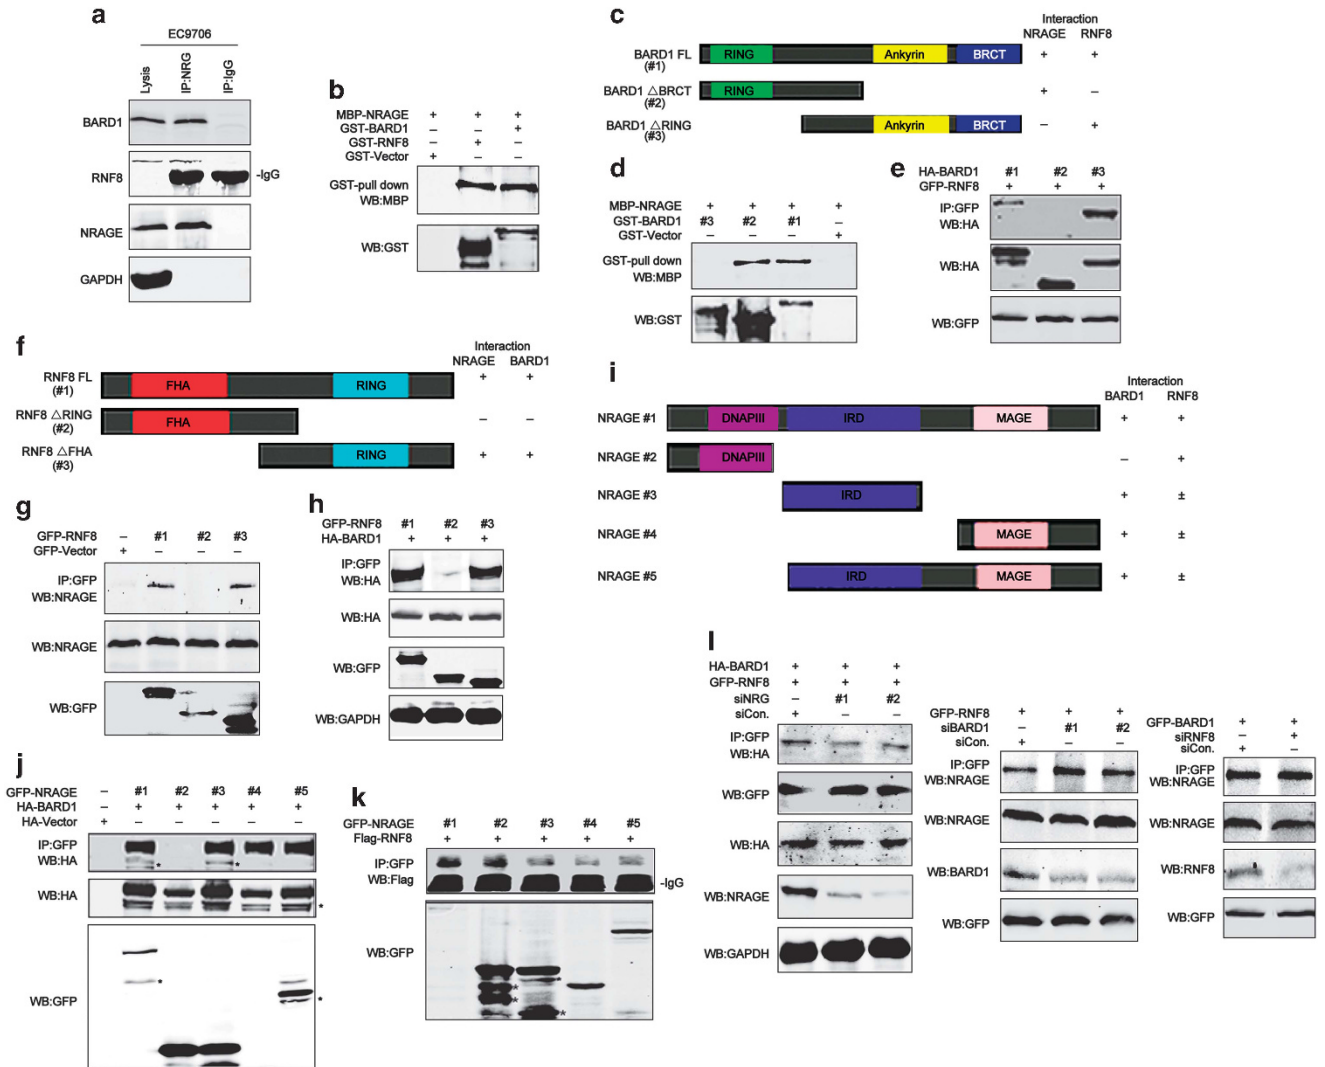 a
EC9706
Lysis
IP:NRG
IP:IgG
BARD1
RNF8
-IgG
NRAGE
GAPDH
b
MBP-NRAGE + + +
GST-BARD1 – – +
GST-RNF8 – + –
GST-Vector + – –
GST-pull down
WB:MBP
WB:GST
c
Interaction
NRAGE RNF8
BARD1 FL
(#1)
RING Ankyrin BRCT + +
BARD1 △BRCT
(#2)
RING + –
BARD1 △RING
(#3)
Ankyrin BRCT – +
d
MBP-NRAGE + + + +
GST-BARD1 #3 #2 #1 –
GST-Vector – – – +
GST-pull down
WB:MBP
WB:GST
e
HA-BARD1 #1 #2 #3
GFP-RNF8 + + +
IP:GFP
WB:HA
WB:HA
WB:GFP
f
Interaction
NRAGE BARD1
RNF8 FL
(#1)
FHA RING + +
RNF8 △RING
(#2)
FHA – –
RNF8 △FHA
(#3)
RING + +
g
GFP-RNF8 – #1 #2 #3
GFP-Vector + – – –
IP:GFP
WB:NRAGE
WB:NRAGE
WB:GFP
h
GFP-RNF8 #1 #2 #3
HA-BARD1 + + +
IP:GFP
WB:HA
WB:HA
WB:GFP
WB:GAPDH
i
Interaction
BARD1 RNF8
NRAGE #1 DNAPIII IRD MAGE + +
NRAGE #2 DNAPIII – +
NRAGE #3 IRD + ±
NRAGE #4 MAGE + ±
NRAGE #5 IRD MAGE + ±
j
GFP-NRAGE – #1 #2 #3 #4 #5
HA-BARD1 – + + + + +
HA-Vector + – – – – –
IP:GFP
WB:HA
* *
WB:HA
*
WB:GFP
* *
k
GFP-NRAGE #1 #2 #3 #4 #5
Flag-RNF8 + + + + +
IP:GFP
WB:Flag
-IgG
WB:GFP
* *
* *
l
HA-BARD1 + + +
GFP-RNF8 + + +
siNRG – #1 #2
siCon. + – –
IP:GFP
WB:HA
WB:GFP
WB:HA
WB:NRAGE
WB:GAPDH
GFP-RNF8 + + +
siBARD1 – #1 #2
siCon. + – –
IP:GFP
WB:NRAGE
WB:NRAGE
WB:BARD1
WB:GFP
GFP-BARD1 + +
siRNF8 – +
siCon. + –
IP:GFP
WB:NRAGE
WB:NRAGE
WB:RNF8
WB:GFP